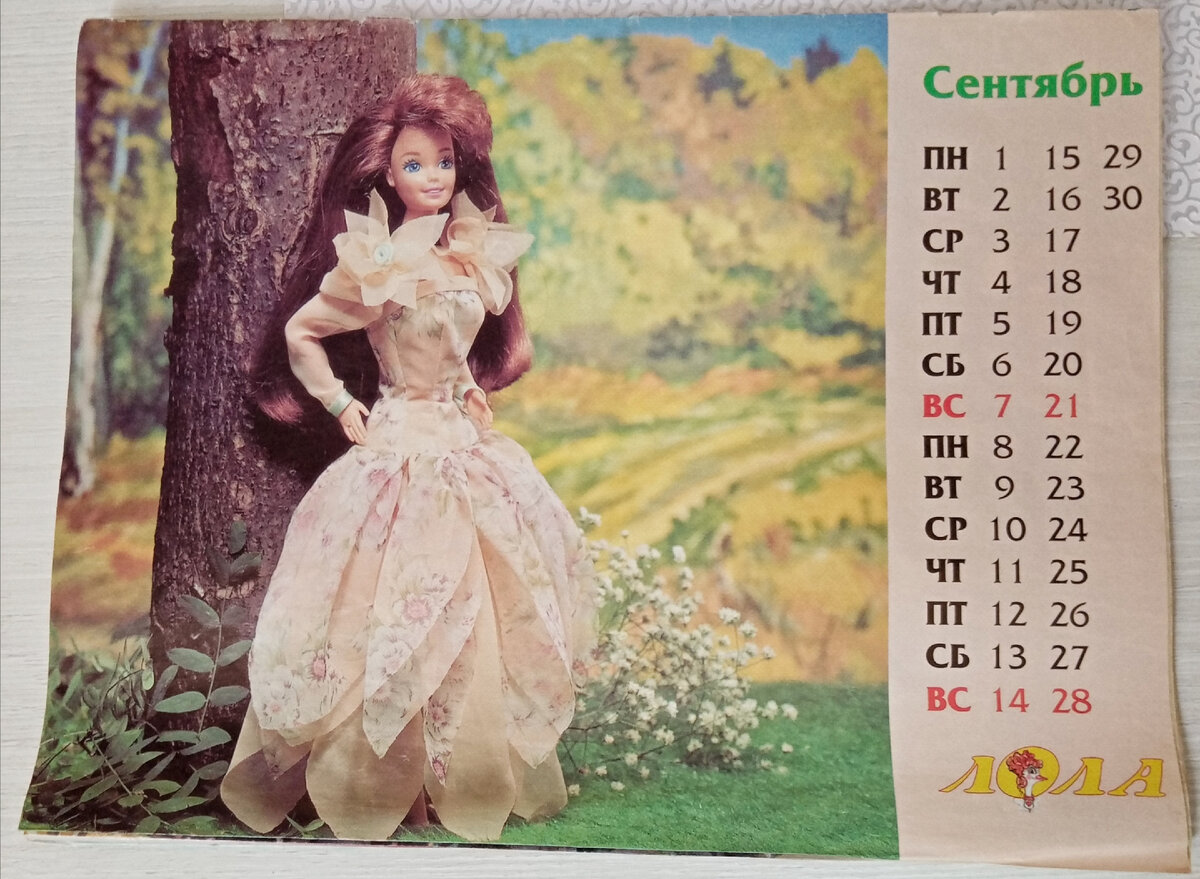 Сентябрь
ПН 1 15 29
ВТ 2 16 30
СР 3 17
ЧТ 4 18
ПТ 5 19
СБ 6 20
ВС 7 21
ПН 8 22
ВТ 9 23
СР 10 24
ЧТ 11 25
ПТ 12 26
СБ 13 27
ВС 14 28
ЛОЛА